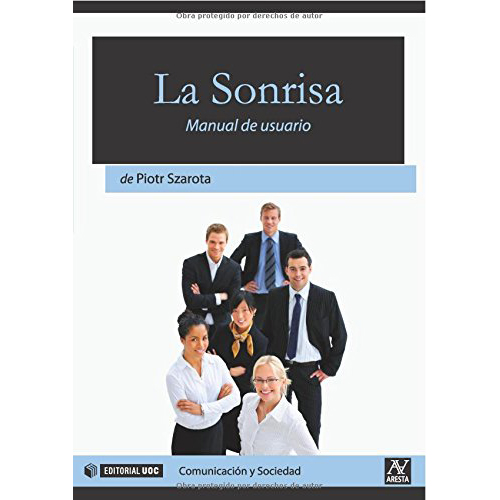 Obra protegido por derechos de autor
La Sonrisa
Manual de usuario
de Piotr Szarota
EDITORIAL UOC
Comunicación y Sociedad
ARESTA
Obra protegido por derechos de autor